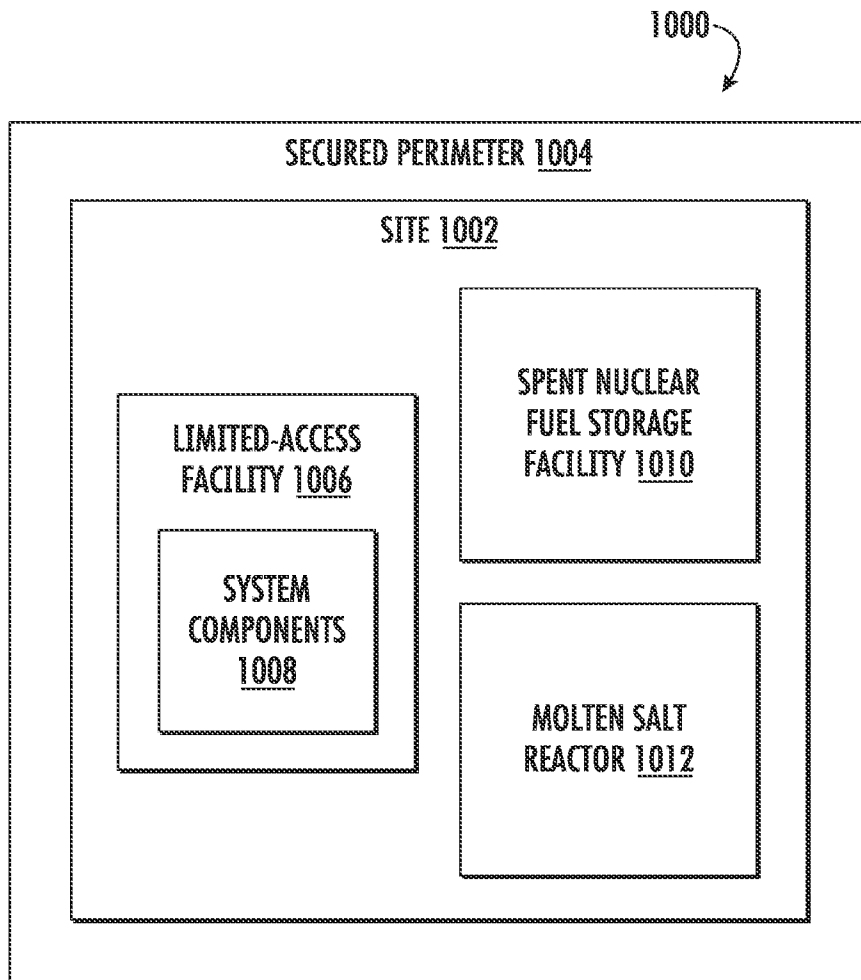 1000
SECURED PERIMETER 1004
SITE 1002
SPENT NUCLEAR
FUEL STORAGE
FACILITY 1010
LIMITED-ACCESS
FACILITY 1006
SYSTEM
COMPONENTS
1008
MOLTEN SALT
REACTOR 1012